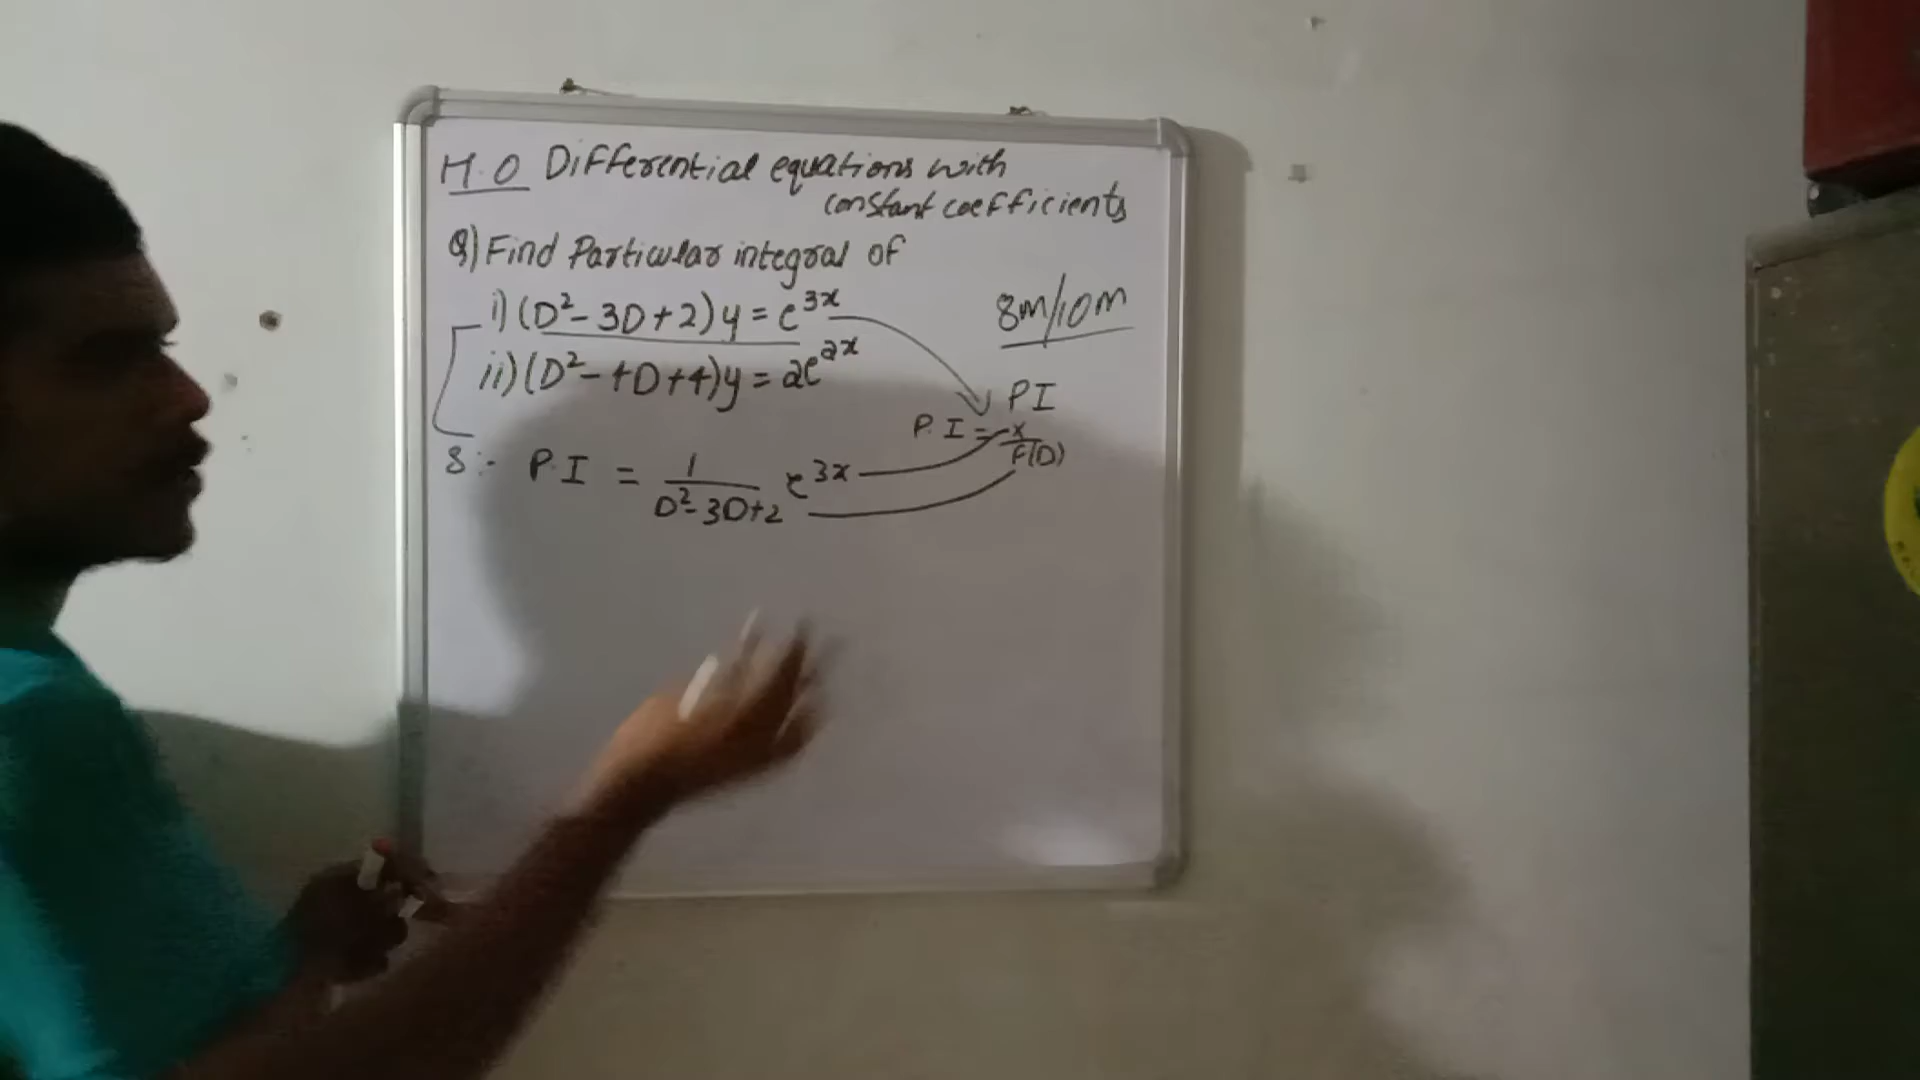 H.O Differential equations with
constant coefficients
Q) Find Particular integral of
i) (D² - 3D + 2) y = e^3x
8m/10m
ii) (D² - 4D + 4) y = 2e^2x
PI
P.I = x/F(D)
S :- P.I = 1/(D² - 3D + 2) e^3x